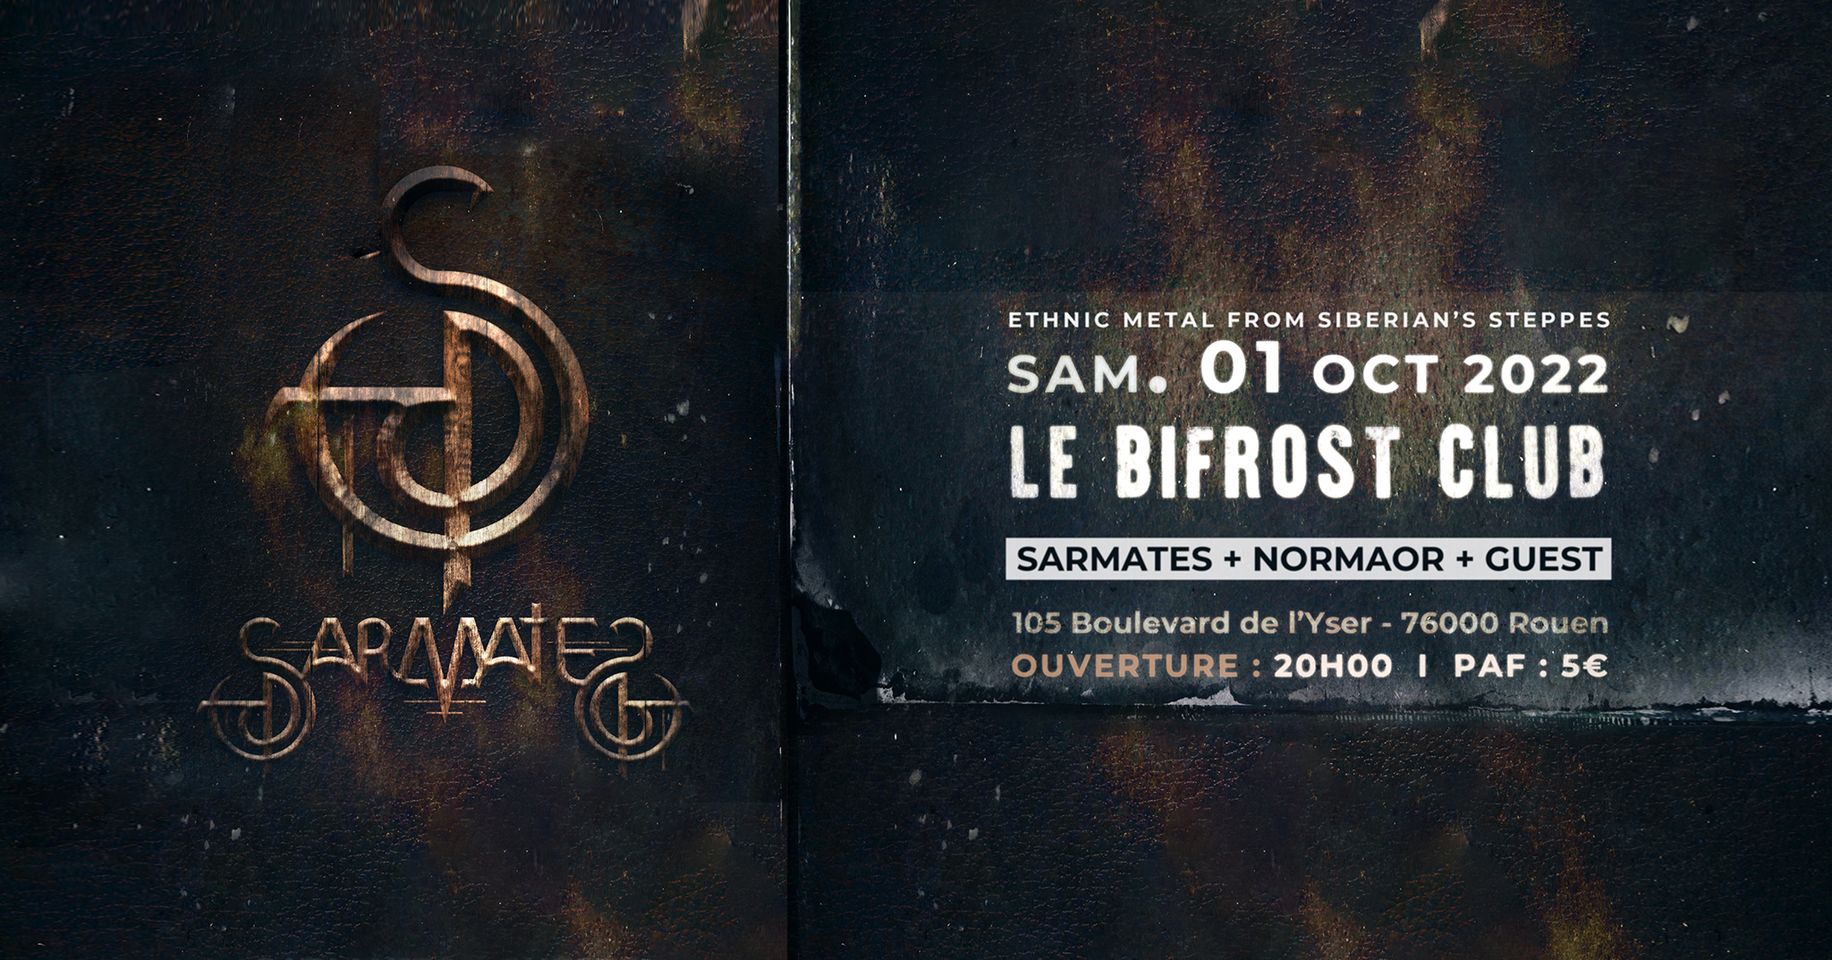 SARMATES
ETHNIC METAL FROM SIBERIAN'S STEPPES
SAM. 01 OCT 2022
LE BIFROST CLUB
SARMATES + NORMAOR + GUEST
105 Boulevard de l'Yser - 76000 Rouen
OUVERTURE : 20H00 I PAF : 5€